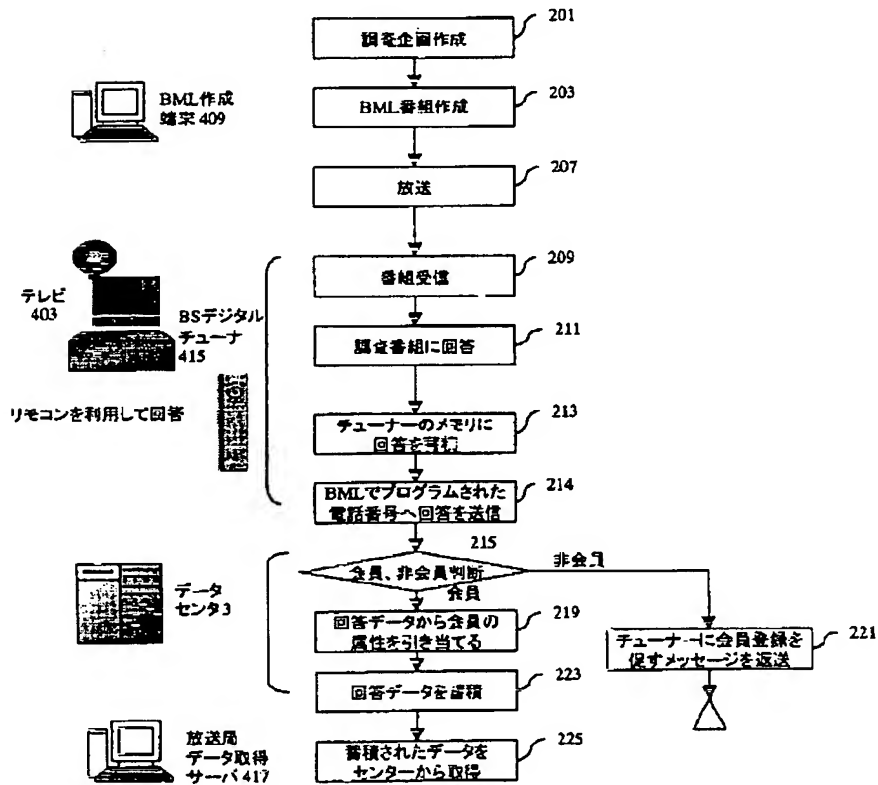 201
調査企画作成
BML作成
端末 409
203
BML番組作成
207
放送
209
番組受信
テレビ
403
BSデジタル
チューナ
415
211
調査番組に回答
リモコンを利用して回答
213
チューナーのメモリに
回答を蓄積
214
BMLでプログラムされた
電話番号へ回答を送信
215
会員、非会員判断
非会員
会員
データ
センタ3
219
回答データから会員の
属性を引き当てる
221
チューナーに会員登録を
促すメッセージを返送
223
回答データを蓄積
放送局
データ取得
サーバ 417
225
蓄積されたデータを
センターから取得